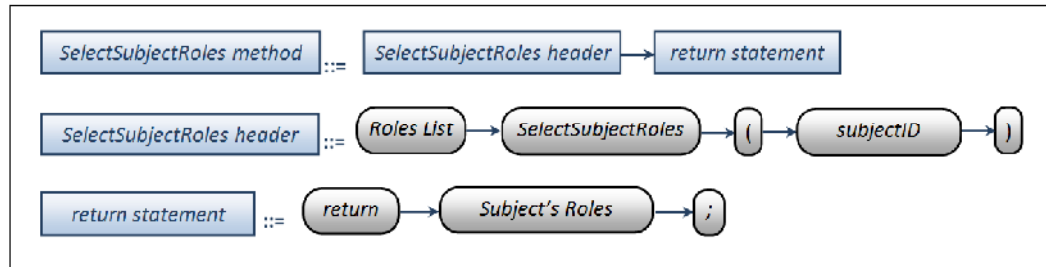 SelectSubjectRoles method ::= SelectSubjectRoles header return statement
SelectSubjectRoles header ::= Roles List SelectSubjectRoles ( subjectID )
return statement ::= return Subject's Roles ;